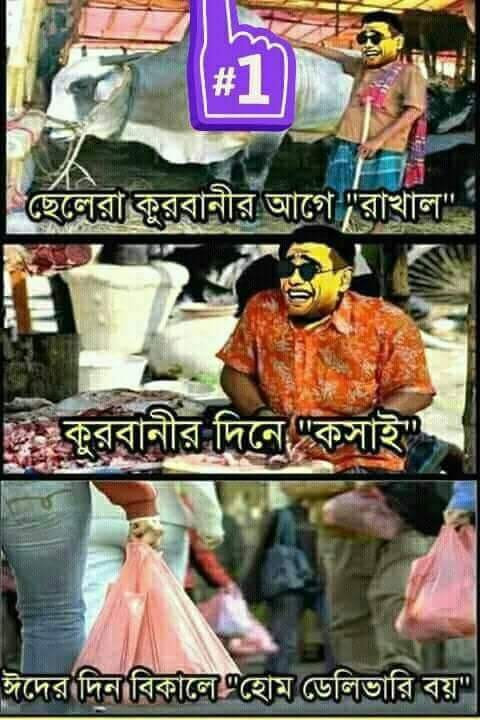 #1
ছেলেরা কুরবানীর আগে "রাখাল"
কুরবানীর দিনে "কসাই"
ঈদের দিন বিকালে "হোম ডেলিভারি বয়"